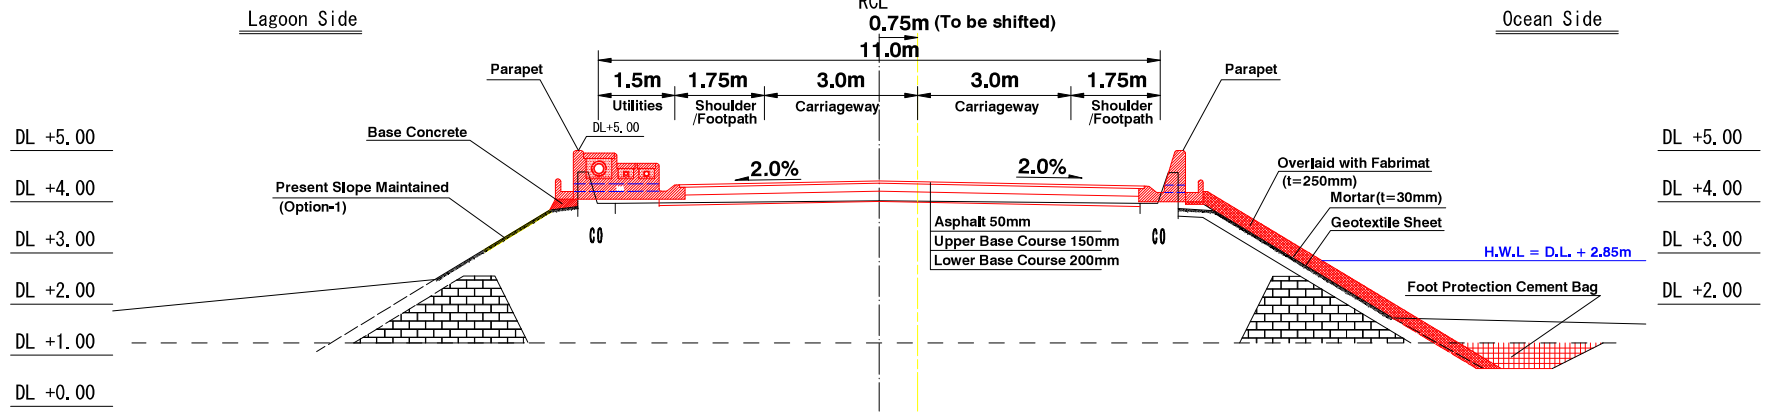 RCL
Lagoon Side
0.75m (To be shifted)
Ocean Side
11.0m
Parapet
1.5m
1.75m
3.0m
3.0m
1.75m
Parapet
Utilities
Shoulder
/Footpath
Carriageway
Carriageway
Shoulder
/Footpath
DL +5.00
Base Concrete
DL+5.00
DL +5.00
2.0%
2.0%
Overlaid with Fabrimat
(t=250mm)
DL +4.00
Present Slope Maintained
(Option-1)
Mortar(t=30mm)
DL +4.00
Asphalt 50mm
Geotextile Sheet
DL +3.00
CO
Upper Base Course 150mm
CO
H.W.L = D.L. + 2.85m
DL +3.00
Lower Base Course 200mm
DL +2.00
Foot Protection Cement Bag
DL +2.00
DL +1.00
DL +0.00